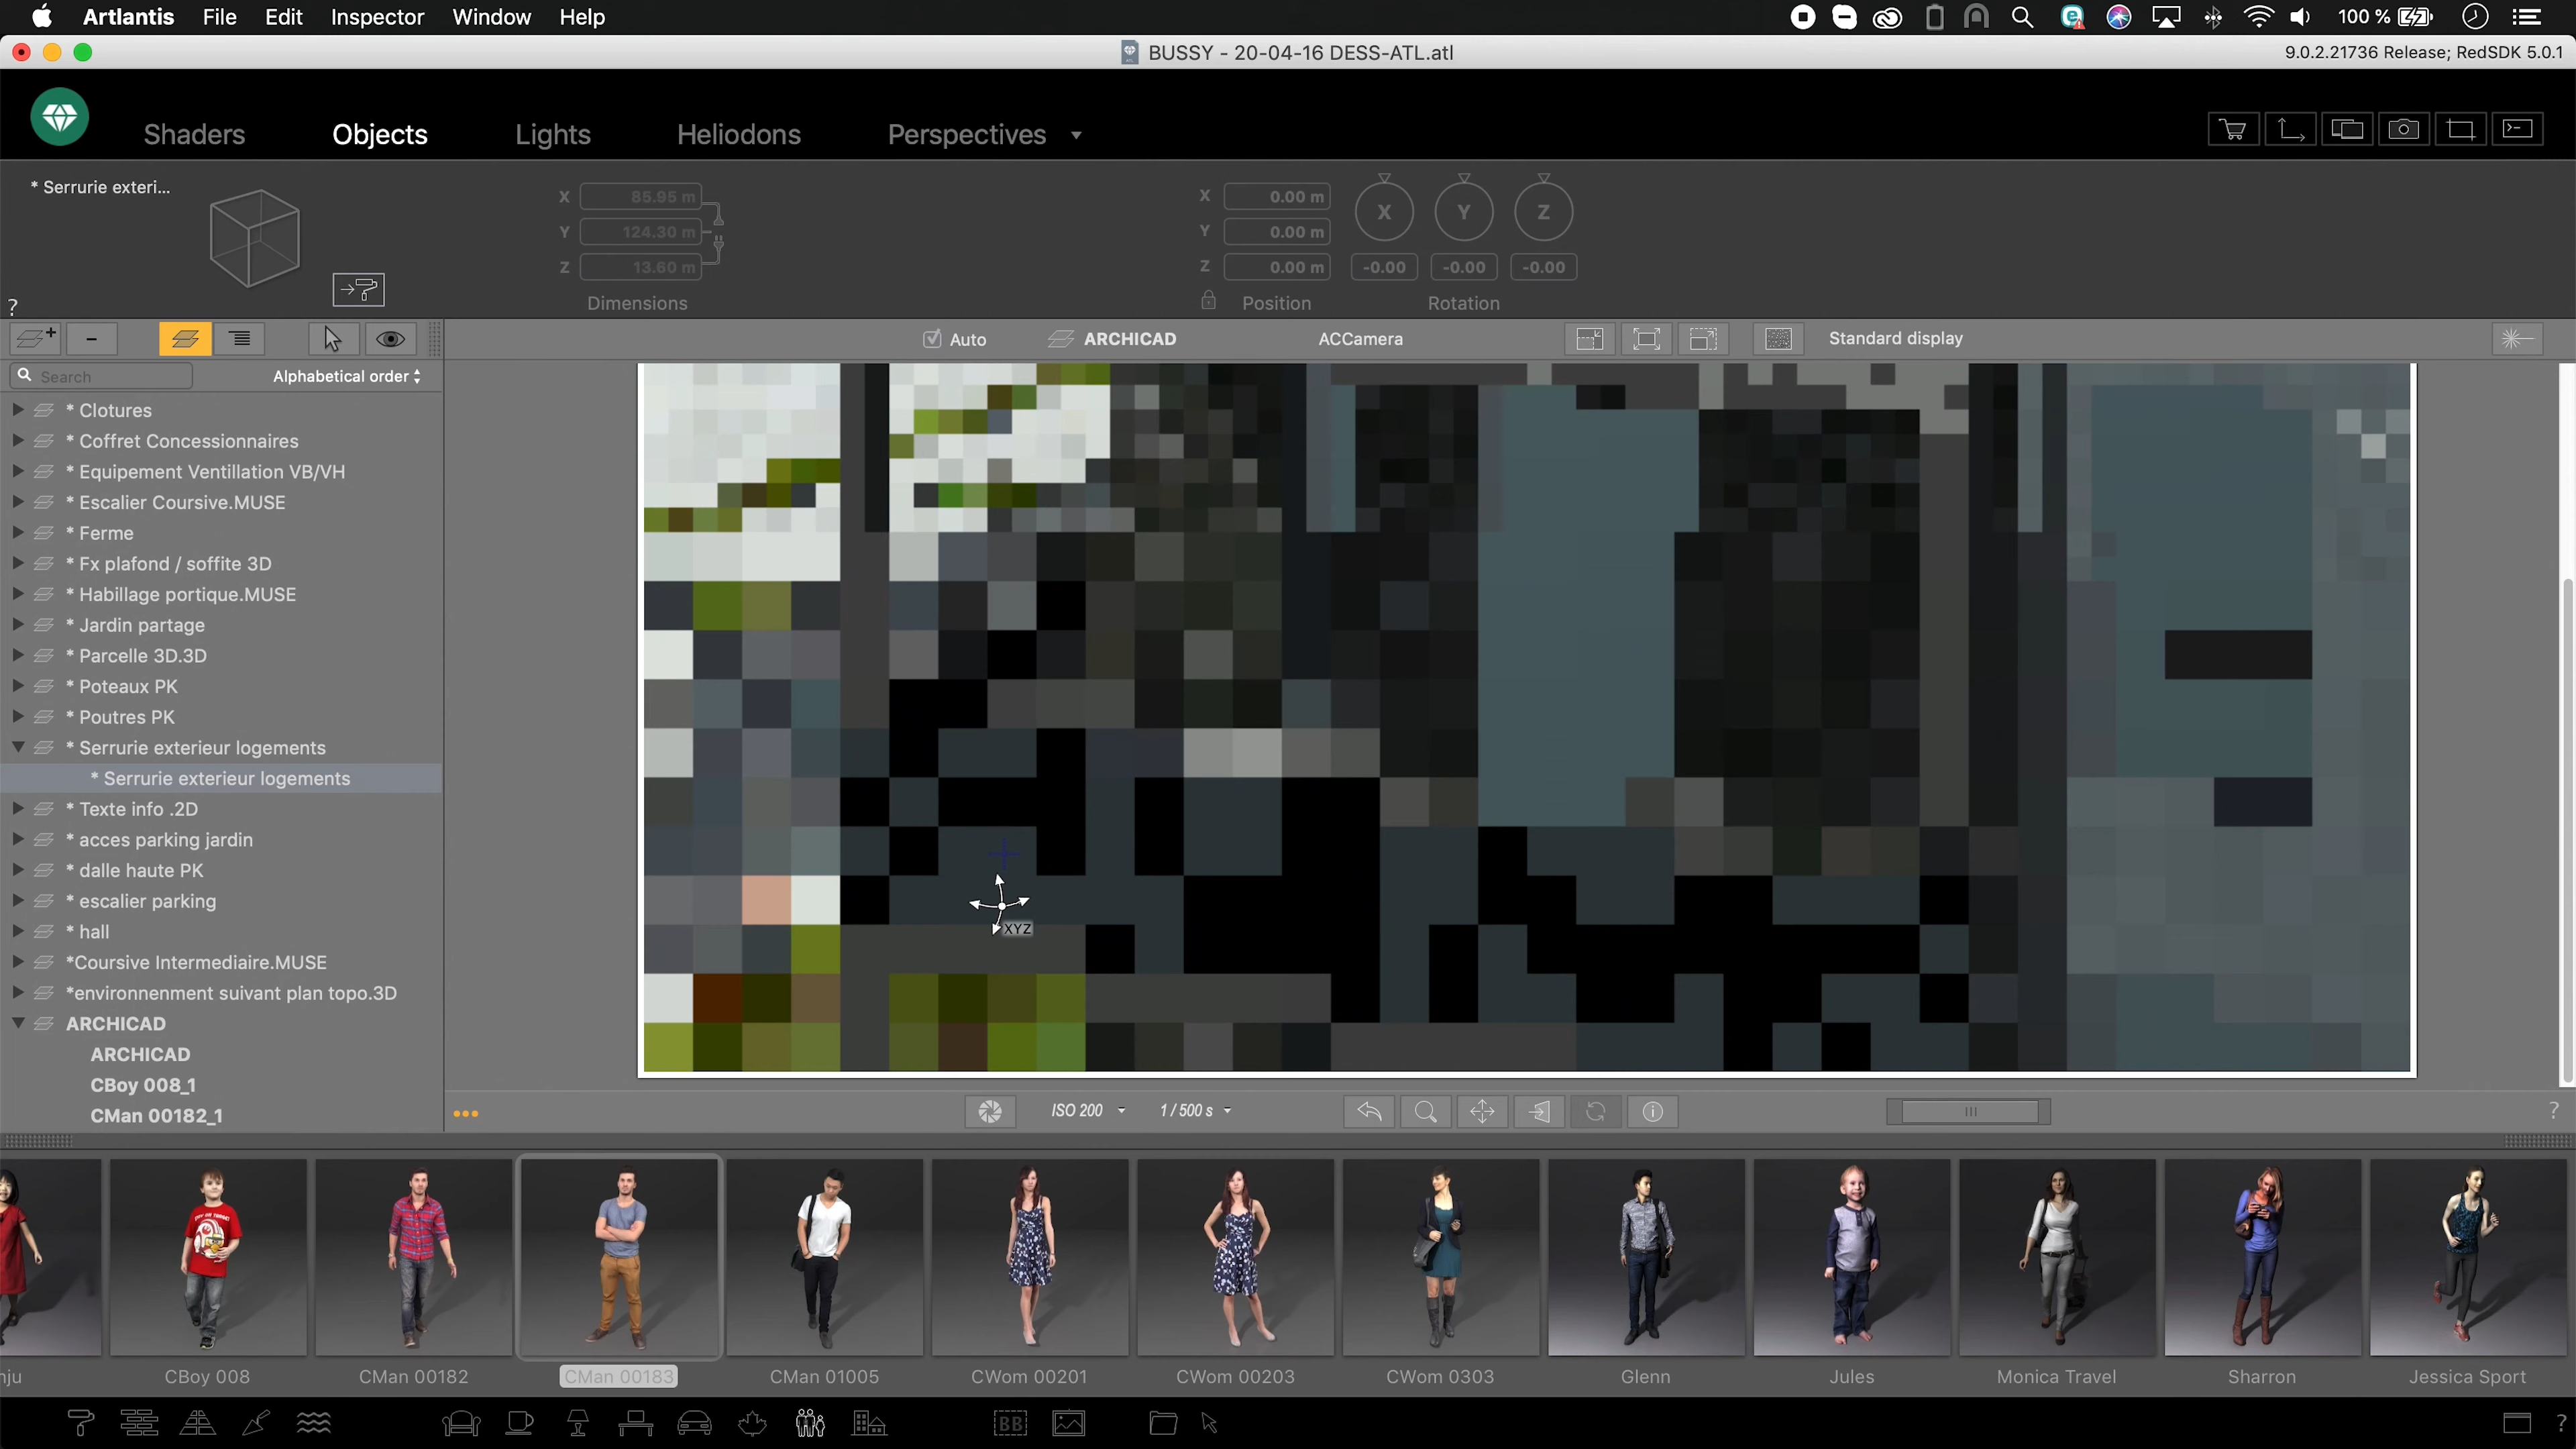 Artlantis File Edit Inspector Window Help 100 %
BUSSY - 20-04-16 DESS-ATL.atl 9.0.2.21736 Release; RedSDK 5.0.1
Shaders Objects Lights Heliodons Perspectives
* Serrurie exteri...
X 85.95 m X 0.00 m X Y Z
Y 124.30 m Y 0.00 m
Z 13.60 m Z 0.00 m -0.00 -0.00 -0.00
? Dimensions Position Rotation
+ - Auto ARCHICAD ACCamera Standard display
Search Alphabetical order
* Clotures
* Coffret Concessionnaires
* Equipement Ventillation VB/VH
* Escalier Coursive.MUSE
* Ferme
* Fx plafond / soffite 3D
* Habillage portique.MUSE
* Jardin partage
* Parcelle 3D.3D
* Poteaux PK
* Poutres PK
* Serrurie exterieur logements
* Serrurie exterieur logements
* Texte info .2D
* acces parking jardin
* dalle haute PK
* escalier parking
* hall
*Coursive Intermediaire.MUSE
*environnenment suivant plan topo.3D
ARCHICAD
ARCHICAD
CBoy 008_1
CMan 00182_1
XYZ
ISO 200 1 / 500 s ?
nju CBoy 008 CMan 00182 CMan 00183 CMan 01005 CWom 00201 CWom 00203 CWom 0303 Glenn Jules Monica Travel Sharron Jessica Sport
BB ?